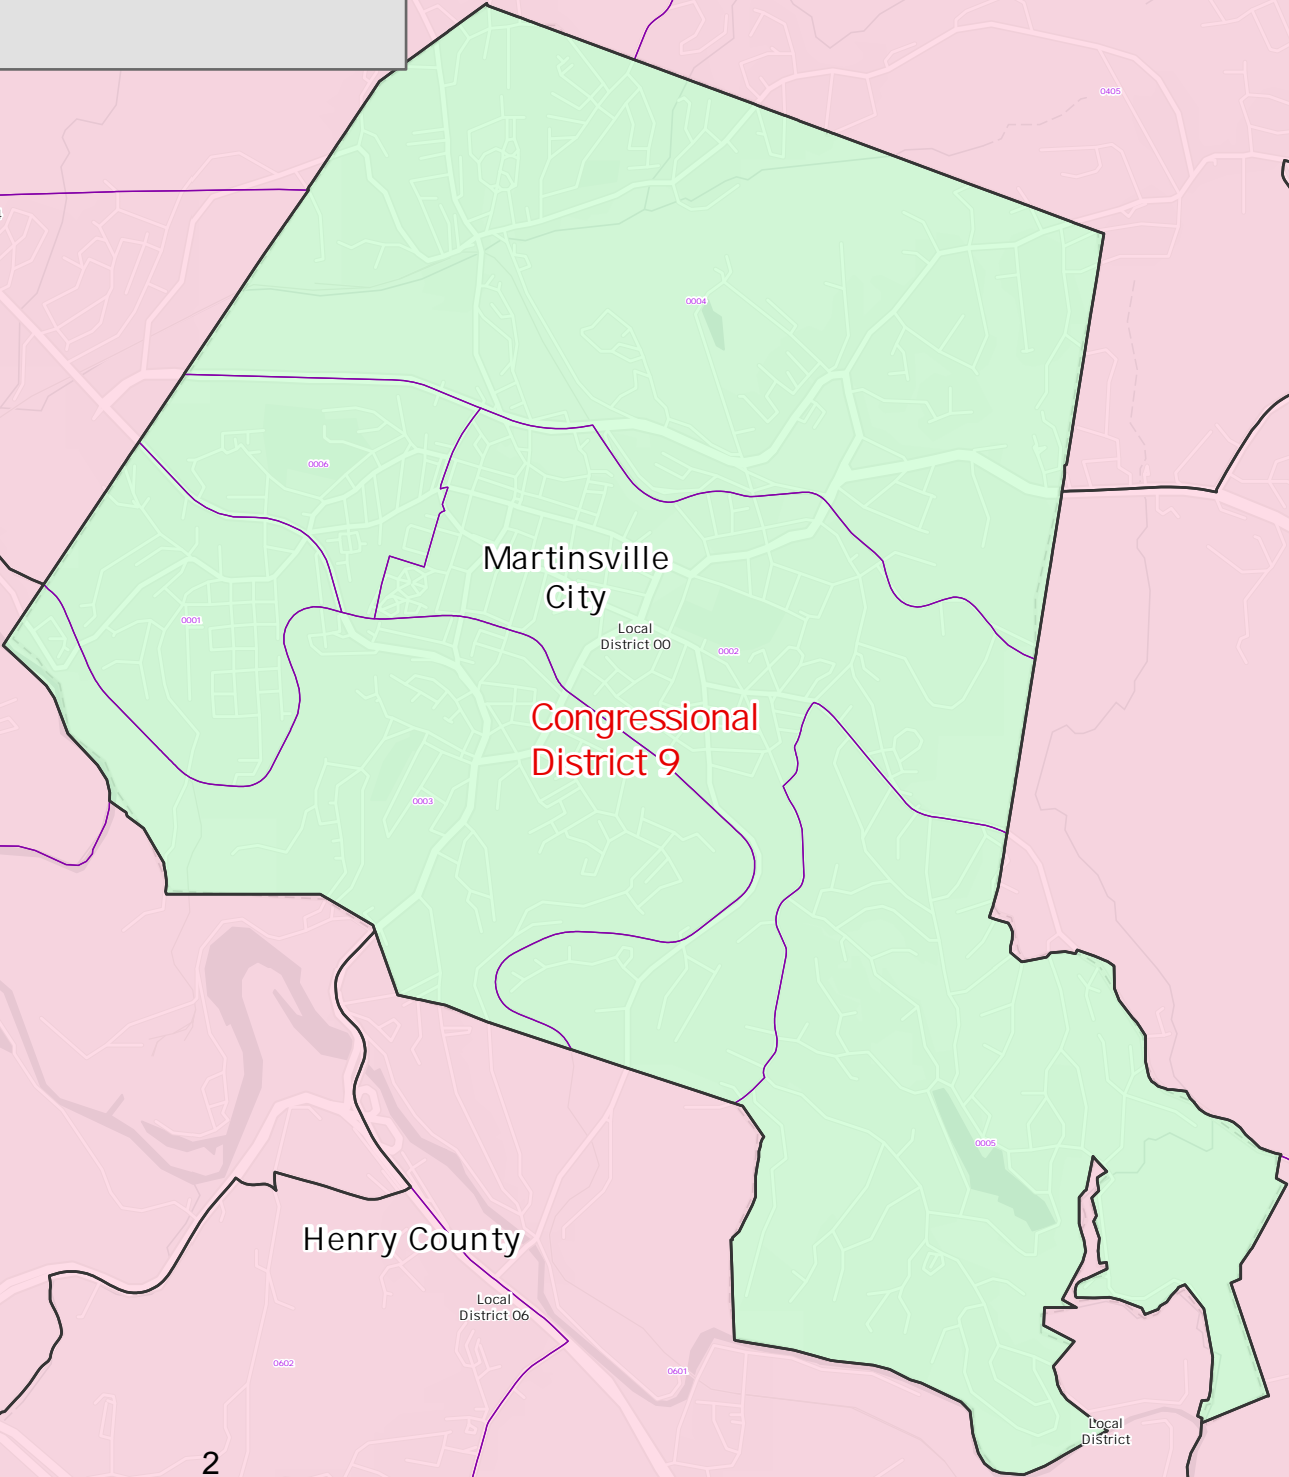 0405
0004
0006
Martinsville
City
0001
Local
District 00
0002
Congressional
District 9
0003
0005
Henry County
Local
District 06
0602
0601
Local
District
2